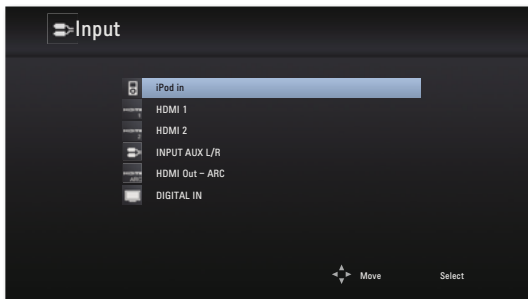 Input
iPod in
HDMI 1
HDMI 2
INPUT AUX L/R
HDMI Out – ARC
DIGITAL IN
Move Select